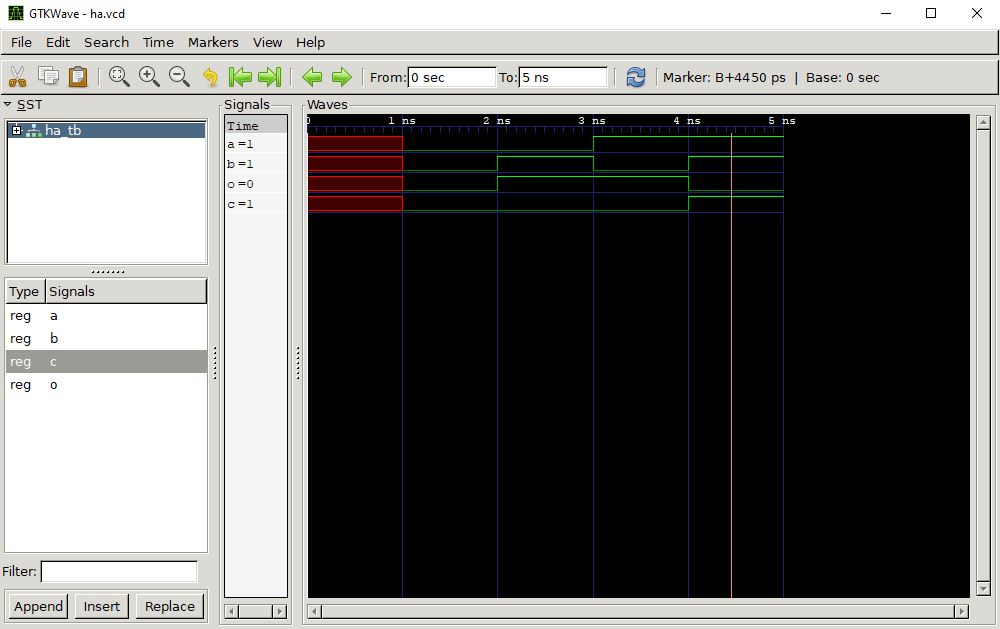 GTKWave - ha.vcd
File Edit Search Time Markers View Help
From: 0 sec To: 5 ns Marker: B+4450 ps | Base: 0 sec
SST
ha_tb
Type Signals
reg a
reg b
reg c
reg o
Filter:
Append Insert Replace
Signals
Time
a=1
b=1
o=0
c=1
Waves
0 1 ns 2 ns 3 ns 4 ns 5 ns